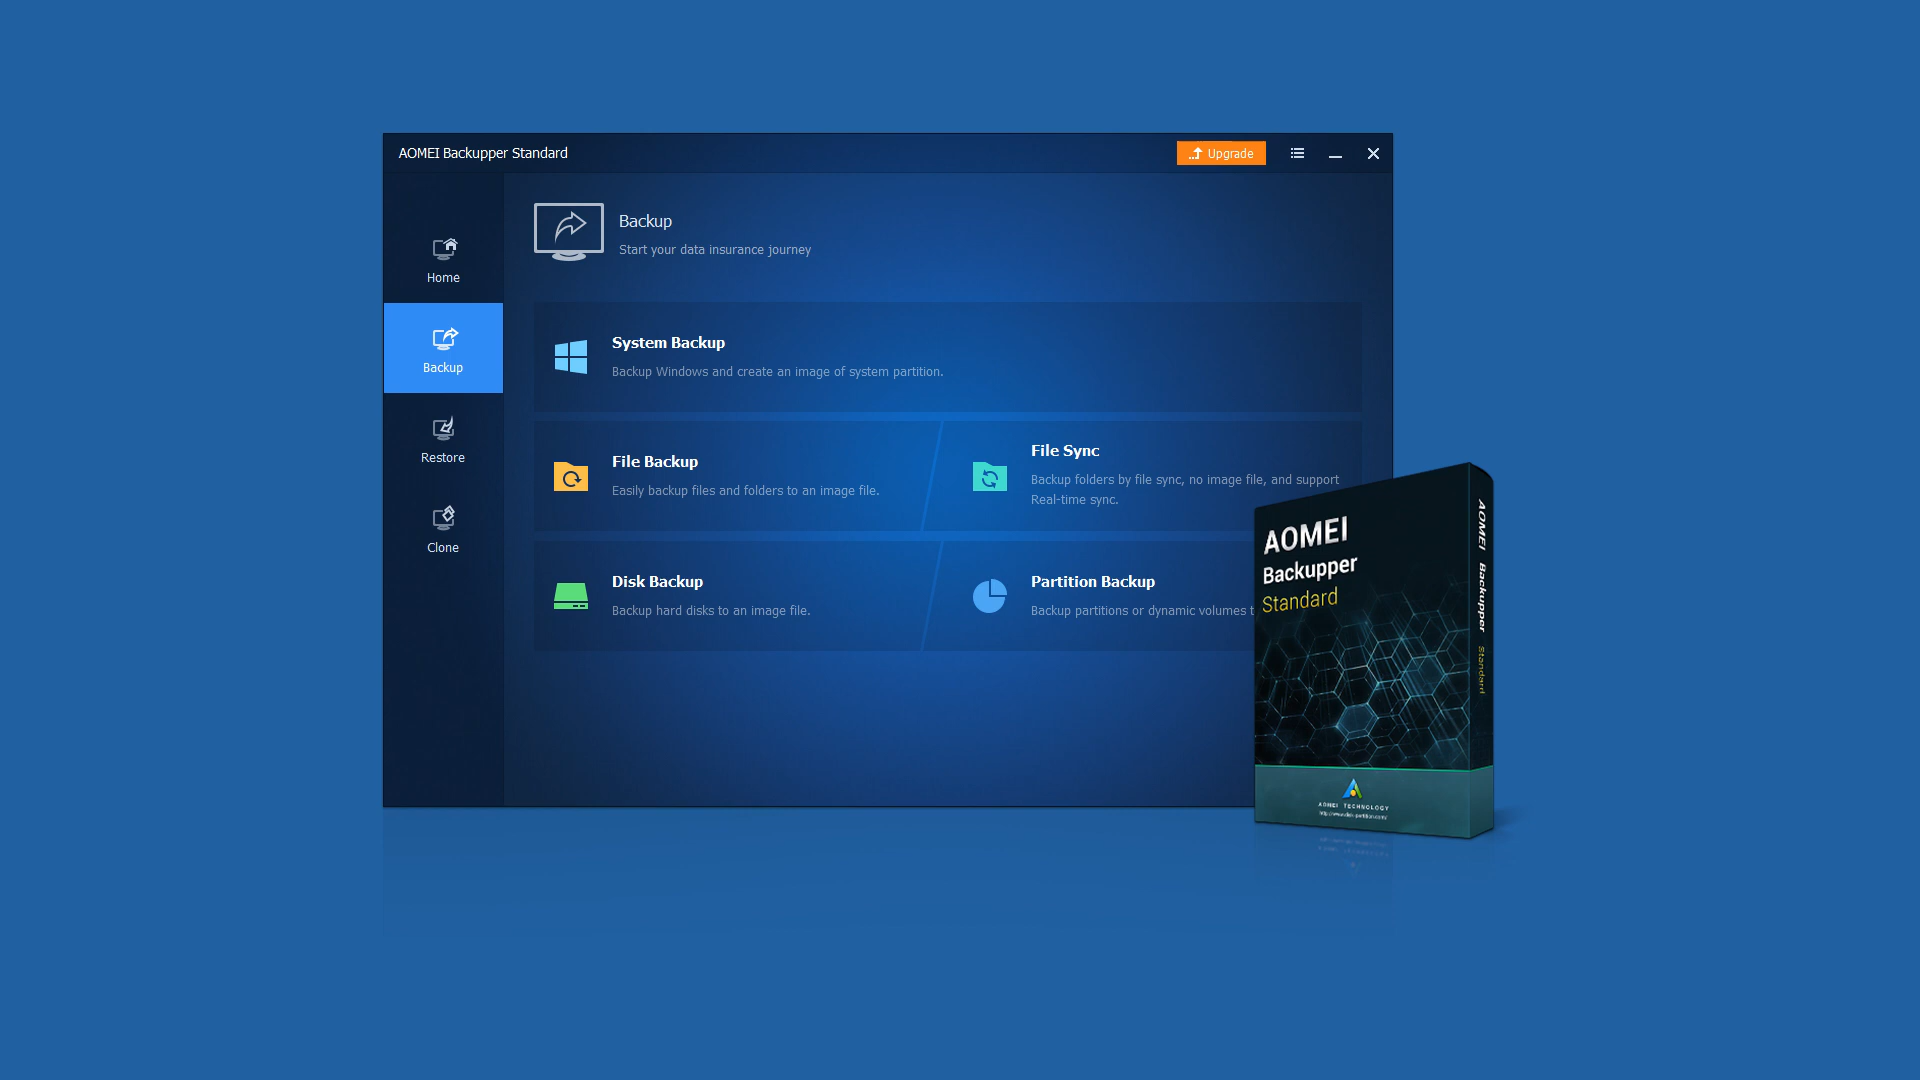 AOMEI Backupper Standard
Upgrade
Home
Backup
Restore
Clone
Backup
Start your data insurance journey
System Backup
Backup Windows and create an image of system partition.
File Backup
Easily backup files and folders to an image file.
File Sync
Backup folders by file sync, no image file, and support
Real-time sync.
Disk Backup
Backup hard disks to an image file.
Partition Backup
Backup partitions or dynamic volumes
AOMEI
Backupper
Standard
AOMEI Backupper Standard
AOMEI TECHNOLOGY